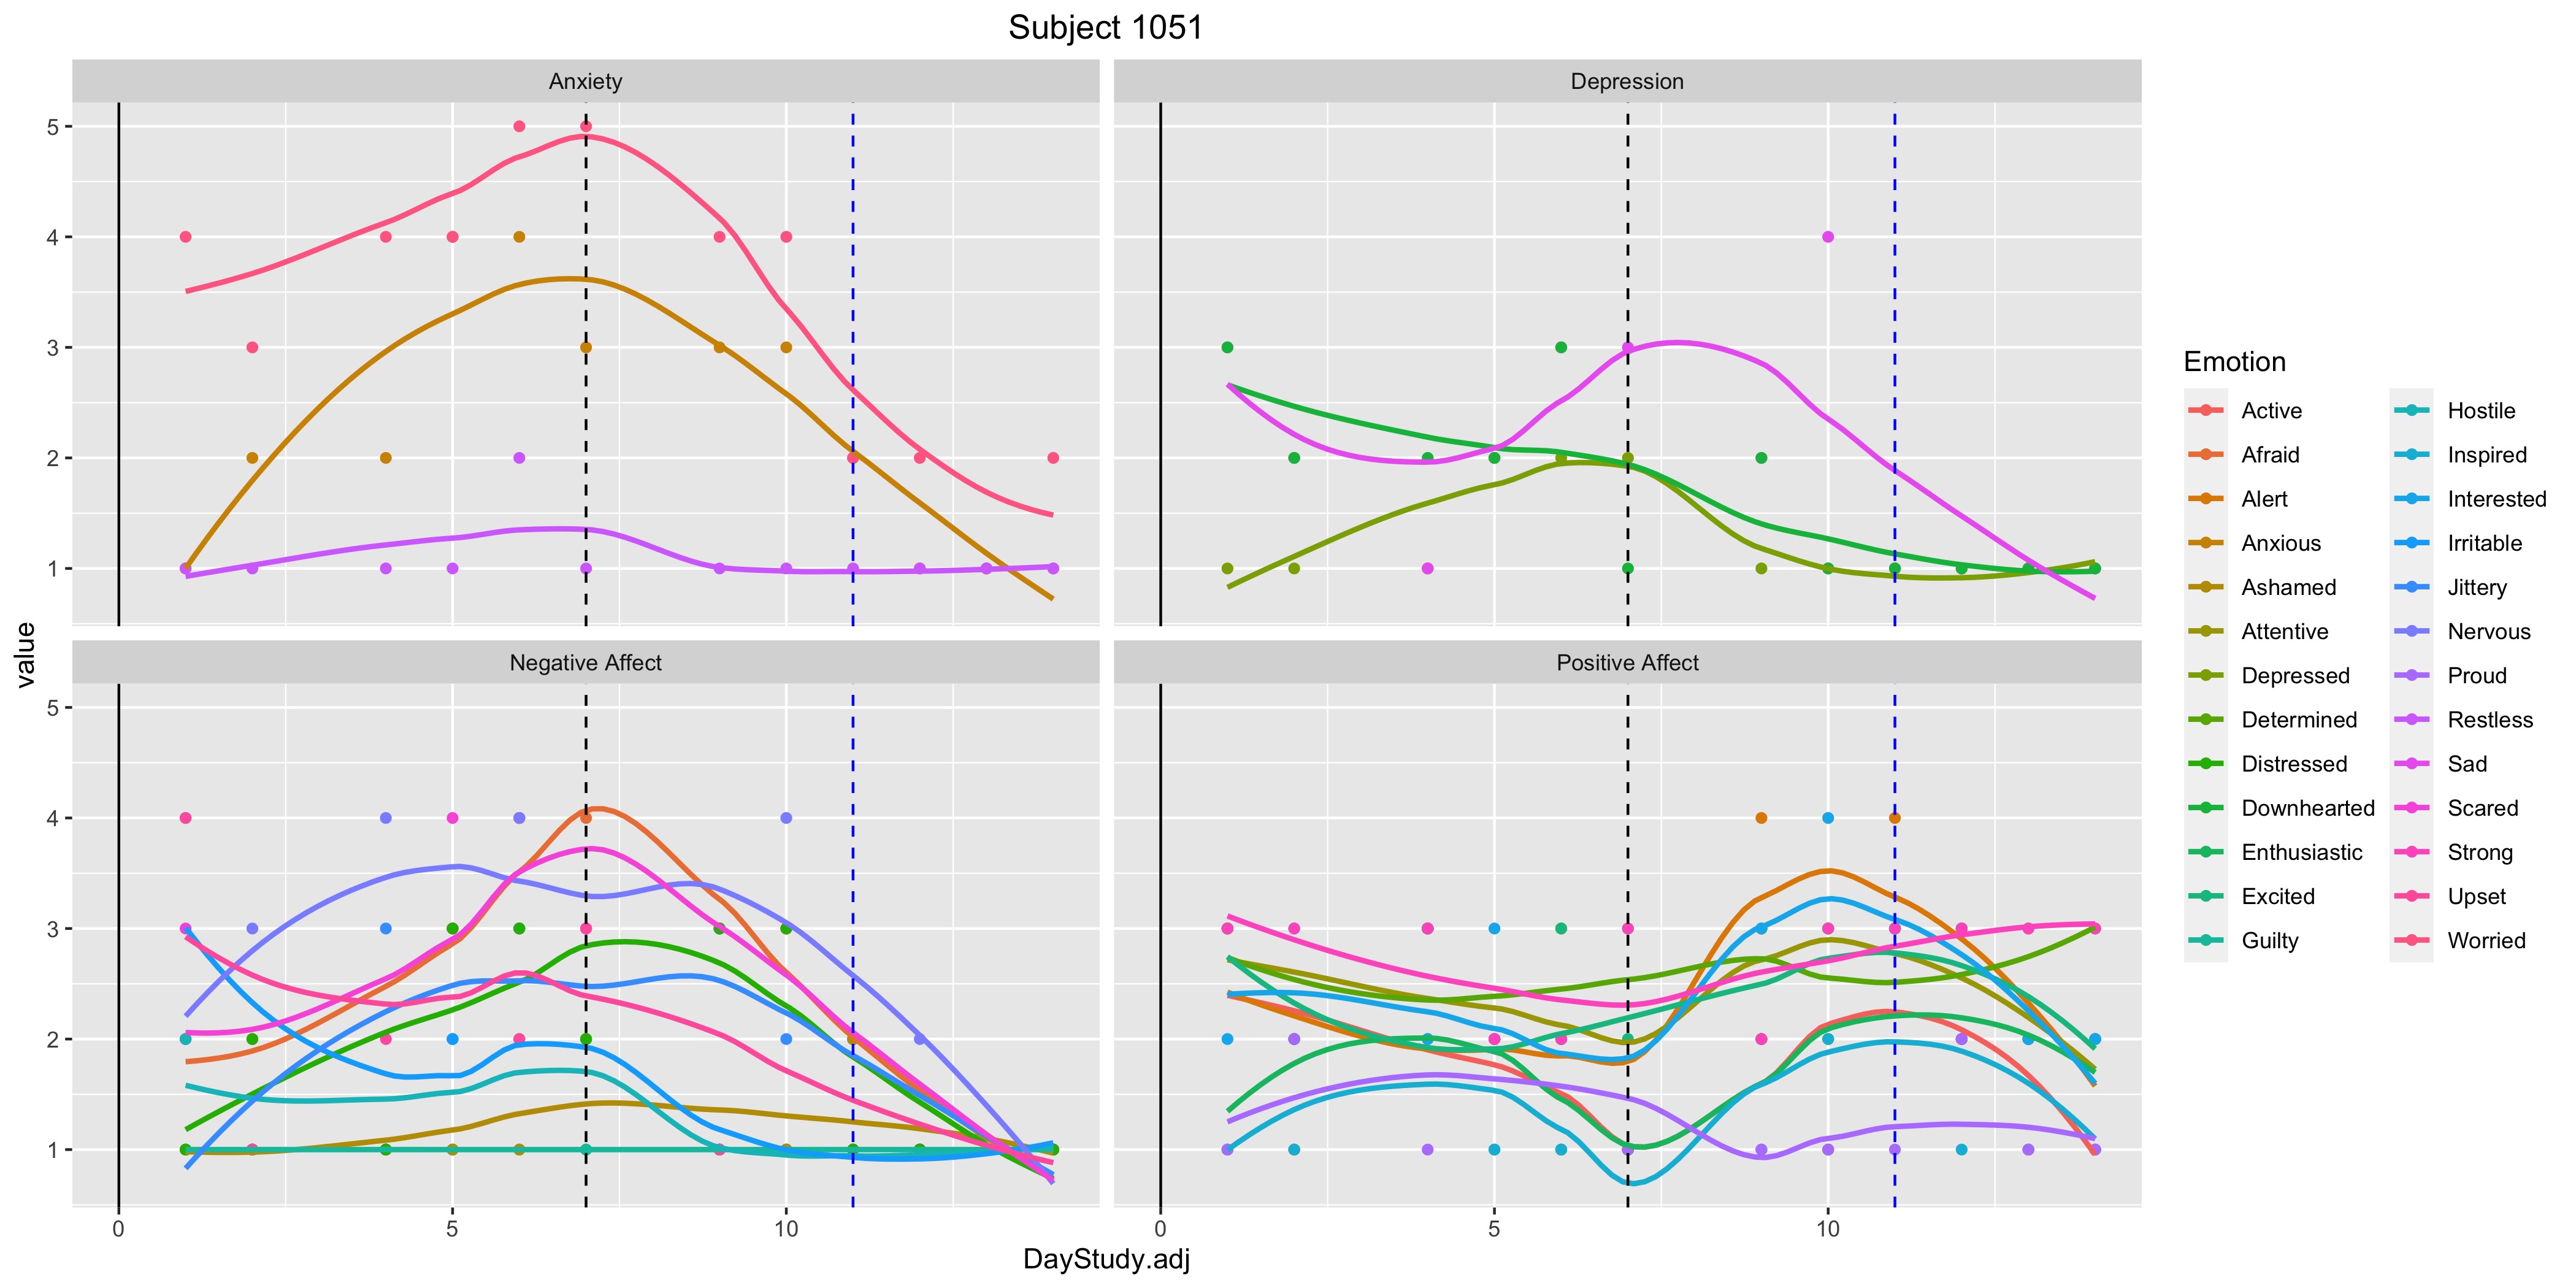 Subject 1051
Anxiety
Depression
5
4
3
2
1
Negative Affect
Positive Affect
5
4
3
2
1
0
5
10
0
5
10
value
DayStudy.adj
Emotion
Active
Afraid
Alert
Anxious
Ashamed
Attentive
Depressed
Determined
Distressed
Downhearted
Enthusiastic
Excited
Guilty
Hostile
Inspired
Interested
Irritable
Jittery
Nervous
Proud
Restless
Sad
Scared
Strong
Upset
Worried